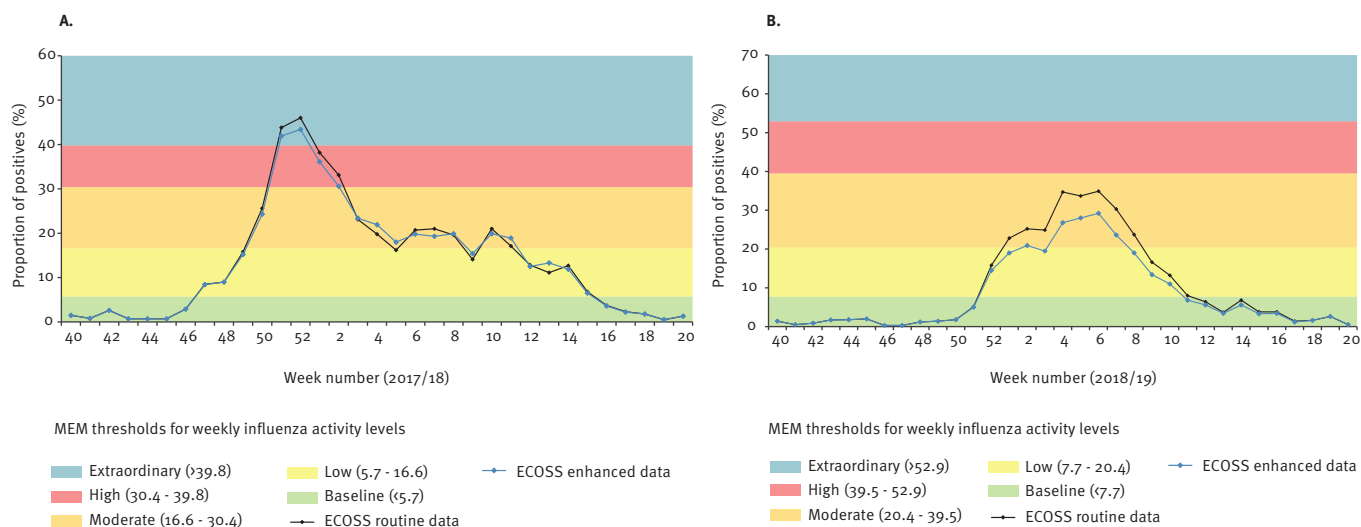 A.
Proportion of positives (%)
60
50
40
30
20
10
0
40 42 44 46 48 50 52 2 4 6 8 10 12 14 16 18 20
Week number (2017/18)
MEM thresholds for weekly influenza activity levels
Extraordinary (>39.8)
High (30.4 - 39.8)
Moderate (16.6 - 30.4)
Low (5.7 - 16.6)
Baseline (<5.7)
ECOSS routine data
ECOSS enhanced data
B.
Proportion of positives (%)
70
60
50
40
30
20
10
0
40 42 44 46 48 50 52 2 4 6 8 10 12 14 16 18 20
Week number (2018/19)
MEM thresholds for weekly influenza activity levels
Extraordinary (>52.9)
High (39.5 - 52.9)
Moderate (20.4 - 39.5)
Low (7.7 - 20.4)
Baseline (<7.7)
ECOSS routine data
ECOSS enhanced data